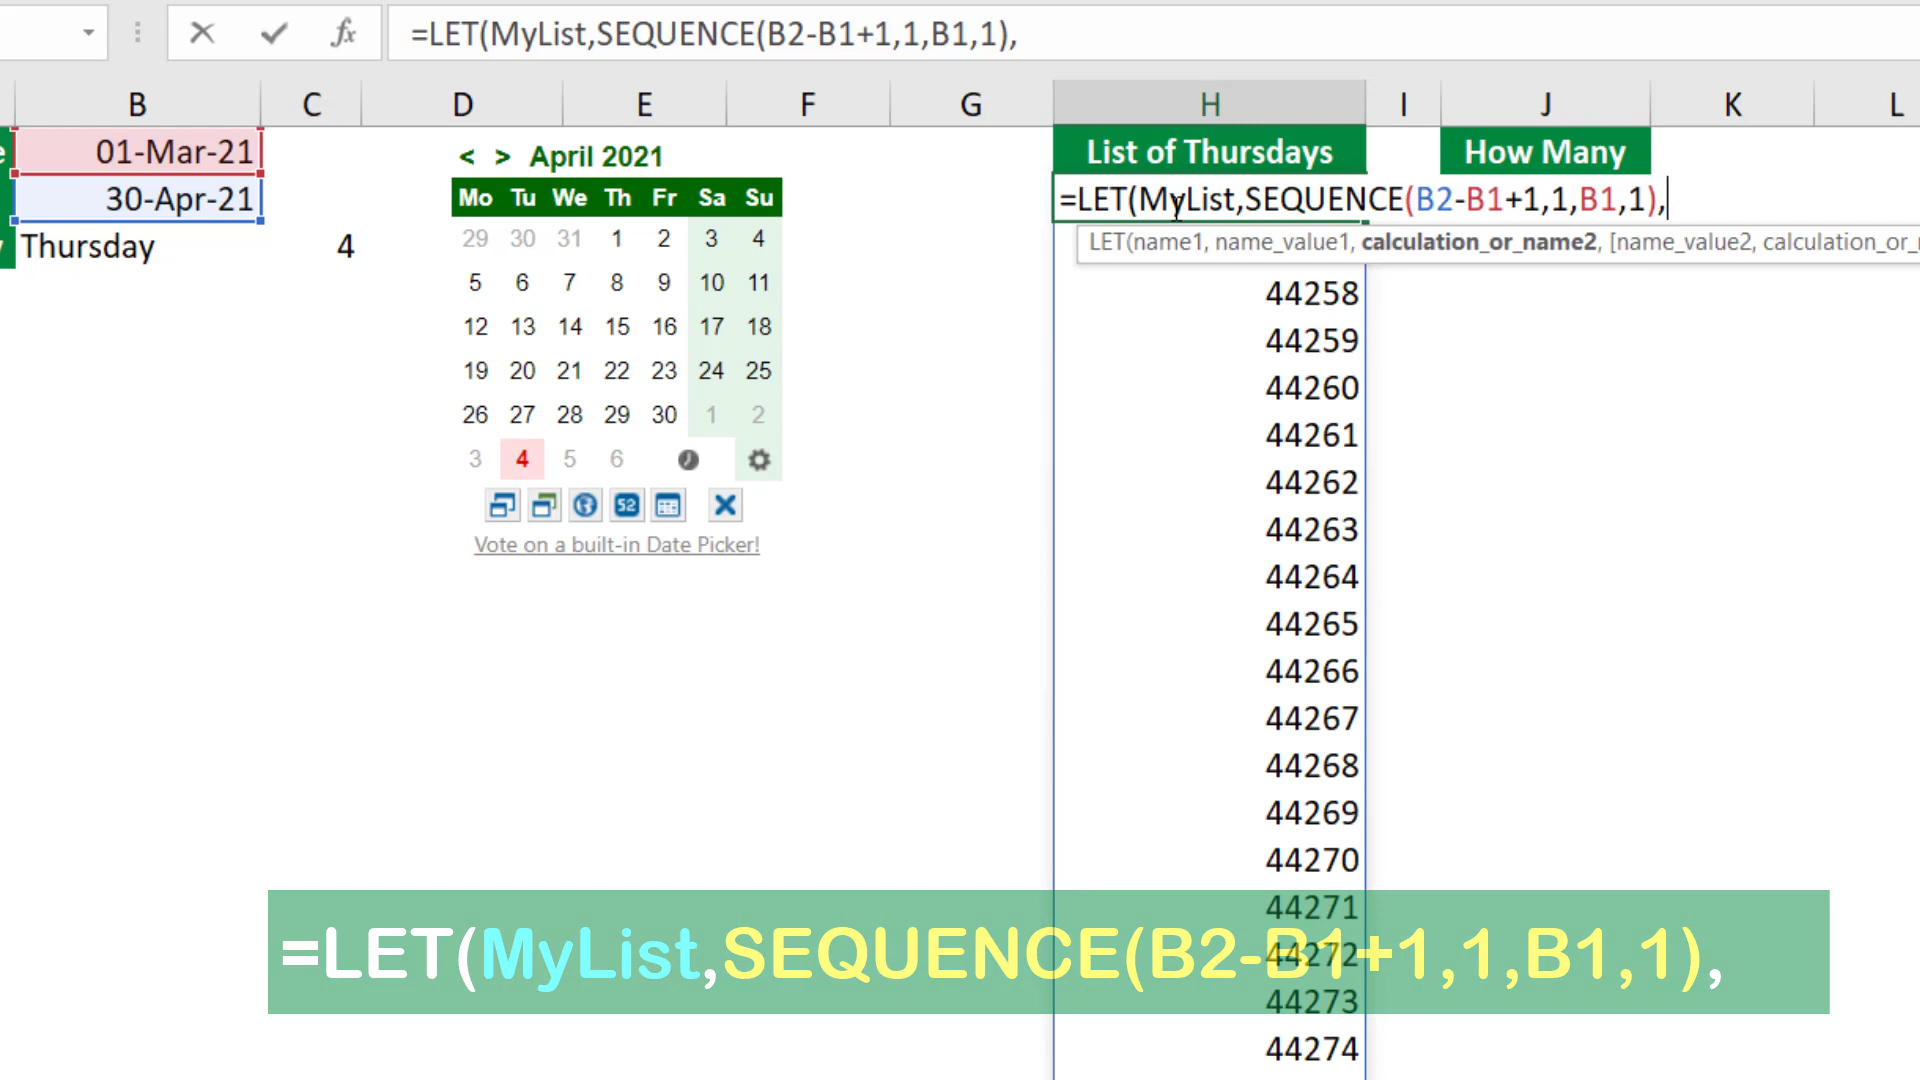 =LET(MyList,SEQUENCE(B2-B1+1,1,B1,1),
B C D E F G H I J K L
e 01-Mar-21 < > April 2021 List of Thursdays How Many
30-Apr-21 Mo Tu We Th Fr Sa Su =LET(MyList,SEQUENCE(B2-B1+1,1,B1,1),
y Thursday 4 29 30 31 1 2 3 4 LET(name1, name_value1, calculation_or_name2, [name_value2, calculation_or_
5 6 7 8 9 10 11 44258
12 13 14 15 16 17 18 44259
19 20 21 22 23 24 25 44260
26 27 28 29 30 1 2 44261
3 4 5 6 44262
52 44263
Vote on a built-in Date Picker!
44264
44265
44266
44267
44268
44269
44270
44271
=LET(MyList,SEQUENCE(B2-B1+1,1,B1,1),
44272
44273
44274